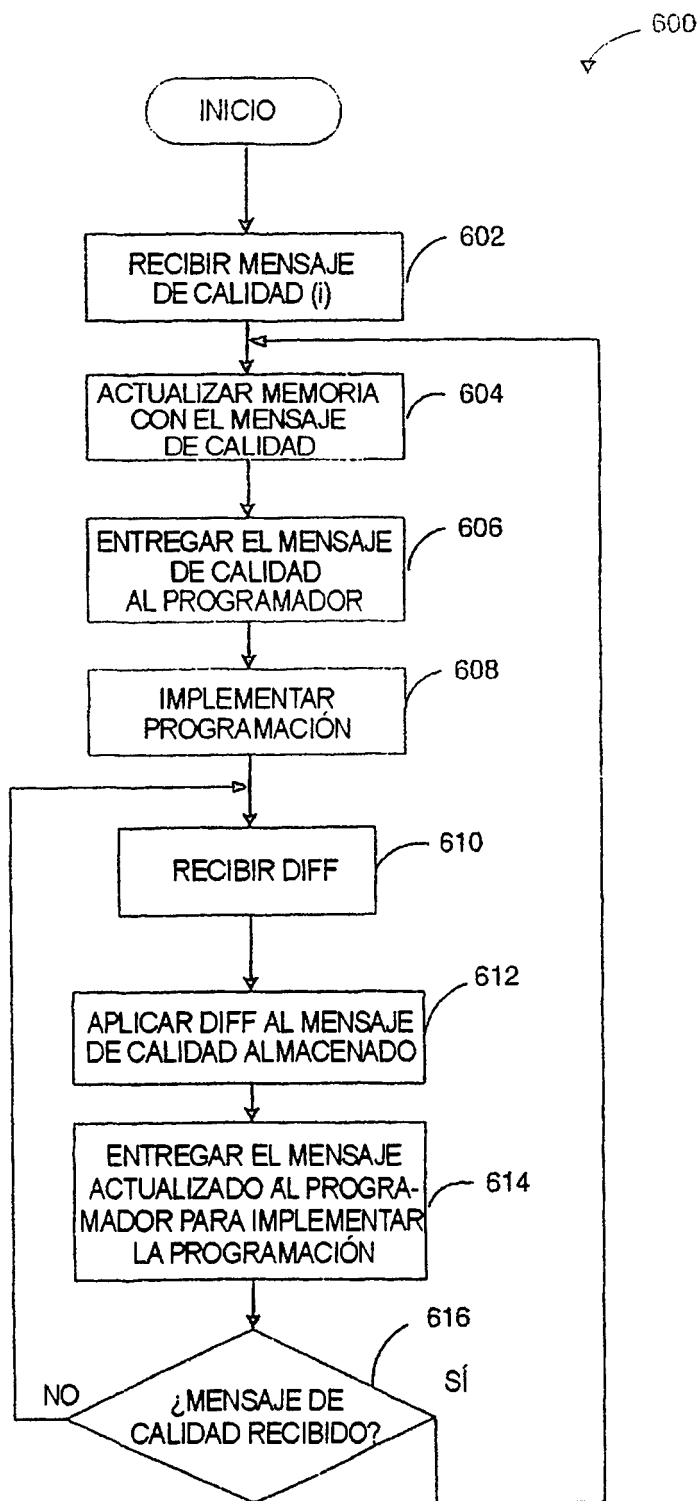 600
INICIO
602
RECIBIR MENSAJE
DE CALIDAD (i)
604
ACTUALIZAR MEMORIA
CON EL MENSAJE
DE CALIDAD
606
ENTREGAR EL MENSAJE
DE CALIDAD
AL PROGRAMADOR
608
IMPLEMENTAR
PROGRAMACIÓN
610
RECIBIR DIFF
612
APLICAR DIFF AL MENSAJE
DE CALIDAD ALMACENADO
ENTREGAR EL MENSAJE
ACTUALIZADO AL PROGRA-
MADOR PARA IMPLEMENTAR
LA PROGRAMACIÓN
614
616
NO
SÍ
¿MENSAJE DE
CALIDAD RECIBIDO?